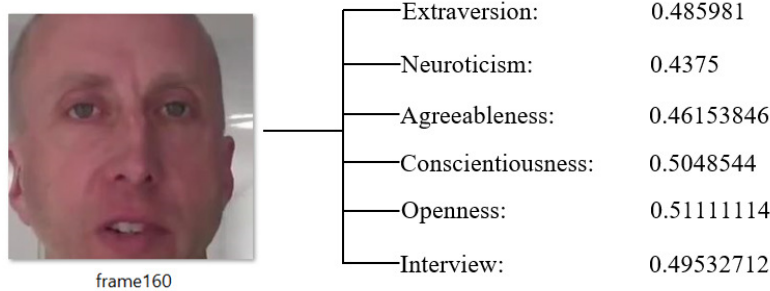 Extraversion: 0.485981
Neuroticism: 0.4375
Agreeableness: 0.46153846
Conscientiousness: 0.5048544
Openness: 0.51111114
Interview: 0.49532712
frame160